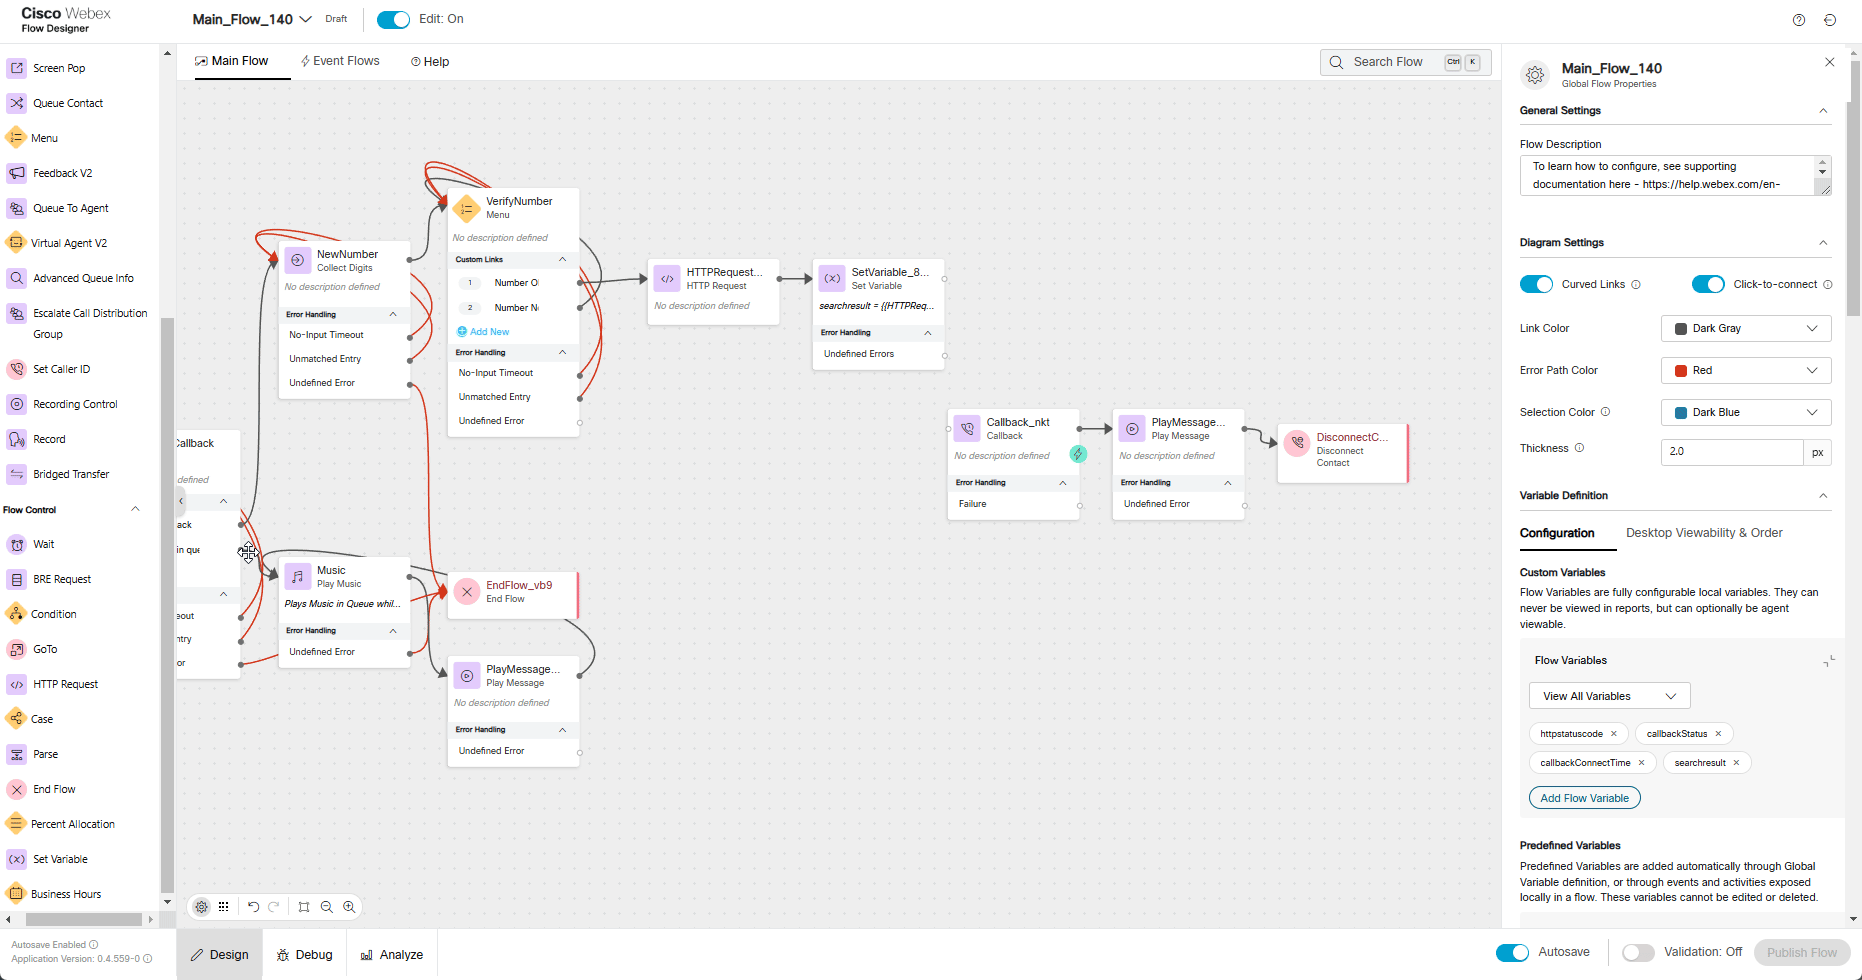 Cisco Webex
Flow Designer
Main_Flow_140
Draft
Edit: On
Screen Pop
Queue Contact
Menu
Feedback V2
Queue To Agent
Virtual Agent V2
Advanced Queue Info
Escalate Call Distribution
Group
Set Caller ID
Recording Control
Record
Bridged Transfer
Flow Control
Wait
BRE Request
Condition
GoTo
HTTP Request
Case
Parse
End Flow
Percent Allocation
Set Variable
Business Hours
Autosave Enabled
Application Version: 0.4.559-0
Main Flow
Event Flows
Help
Search Flow
Ctrl K
VerifyNumber
Menu
No description defined
Custom Links
1 Number O
2 Number N
Add New
Error Handling
No-Input Timeout
Unmatched Entry
Undefined Error
NewNumber
Collect Digits
No description defined
Error Handling
No-Input Timeout
Unmatched Entry
Undefined Error
HTTPRequest...
HTTP Request
No description defined
SetVariable_8...
Set Variable
searchresult = {{HTTPReq...
Error Handling
Undefined Errors
Callback_nkt
Callback
No description defined
Error Handling
Failure
PlayMessage...
Play Message
No description defined
Error Handling
Undefined Error
DisconnectC...
Disconnect
Contact
Callback
defined
ack
in que
eout
ntry
or
Music
Play Music
Plays Music in Queue whil...
Error Handling
Undefined Error
EndFlow_vb9
End Flow
PlayMessage...
Play Message
No description defined
Error Handling
Undefined Error
Design
Debug
Analyze
Main_Flow_140
Global Flow Properties
General Settings
Flow Description
To learn how to configure, see supporting
documentation here - https://help.webex.com/en-
Diagram Settings
Curved Links
Click-to-connect
Link Color
Dark Gray
Error Path Color
Red
Selection Color
Dark Blue
Thickness
2.0
px
Variable Definition
Configuration
Desktop Viewability & Order
Custom Variables
Flow Variables are fully configurable local variables. They can
never be viewed in reports, but can optionally be agent
viewable.
Flow Variables
View All Variables
httpstatuscode
callbackStatus
callbackConnectTime
searchresult
Add Flow Variable
Predefined Variables
Predefined Variables are added automatically through Global
Variable definition, or through events and activities exposed
locally in a flow. These variables cannot be edited or deleted.
Autosave
Validation: Off
Publish Flow